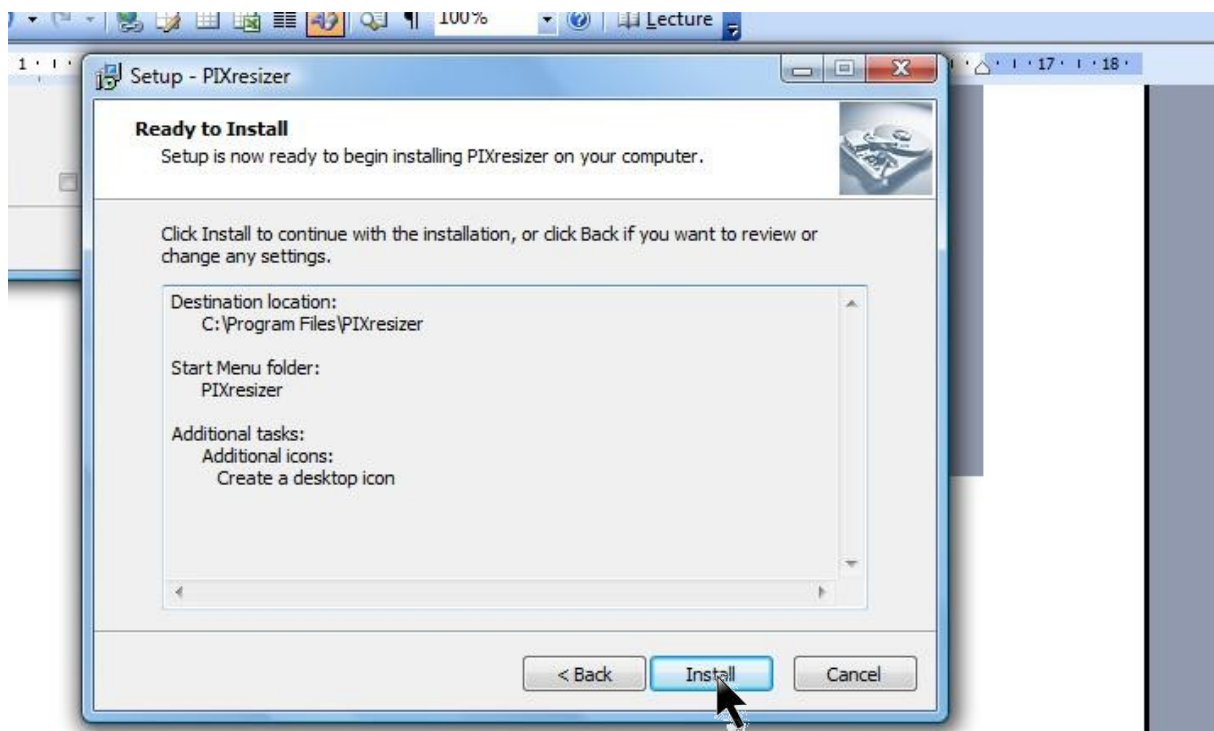 100%
Lecture
1
17 18
Setup - PIXresizer
Ready to Install
Setup is now ready to begin installing PIXresizer on your computer.
Click Install to continue with the installation, or click Back if you want to review or
change any settings.
Destination location:
C:\Program Files\PIXresizer
Start Menu folder:
PIXresizer
Additional tasks:
Additional icons:
Create a desktop icon
< Back
Install
Cancel